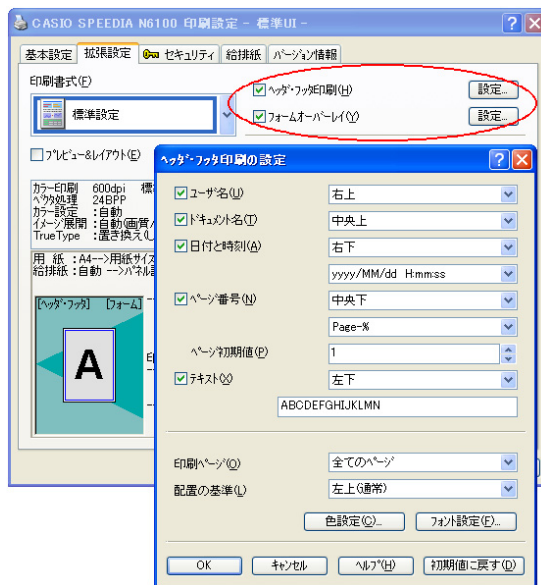 CASIO SPEEDIA N6100 印刷設定 - 標準UI -
基本設定 拡張設定 セキュリティ 給排紙 バージョン情報
印刷書式(F)
標準設定
ヘッダ・フッタ印刷(H) 設定...
フォームオーバーレイ(Y) 設定...
プレビュー&レイアウト(E)
カラー印刷 600dpi
ベクタ処理 24BPP
カラー設定 :自動
イメージ展開 :自動(画質
TrueType :置き換え
用 紙 :A4-->用紙サイズ
給排紙:自動 -->パネル
[ヘッダ・フッタ] [フォーム]
A
ヘッダ・フッタ印刷の設定
ユーザ名(U) 右上
ドキュメント名(T) 中央上
日付と時刻(A) 右下
yyyy/MM/dd H:mm:ss
ページ番号(N) 中央下
Page-%
ページ初期値(P) 1
テキスト(X) 左下
ABCDEFGHIJKLMN
印刷ページ(O) 全てのページ
配置の基準(L) 左上(通常)
色設定(C)... フォント設定(F)...
OK キャンセル ヘルプ(H) 初期値に戻す(D)